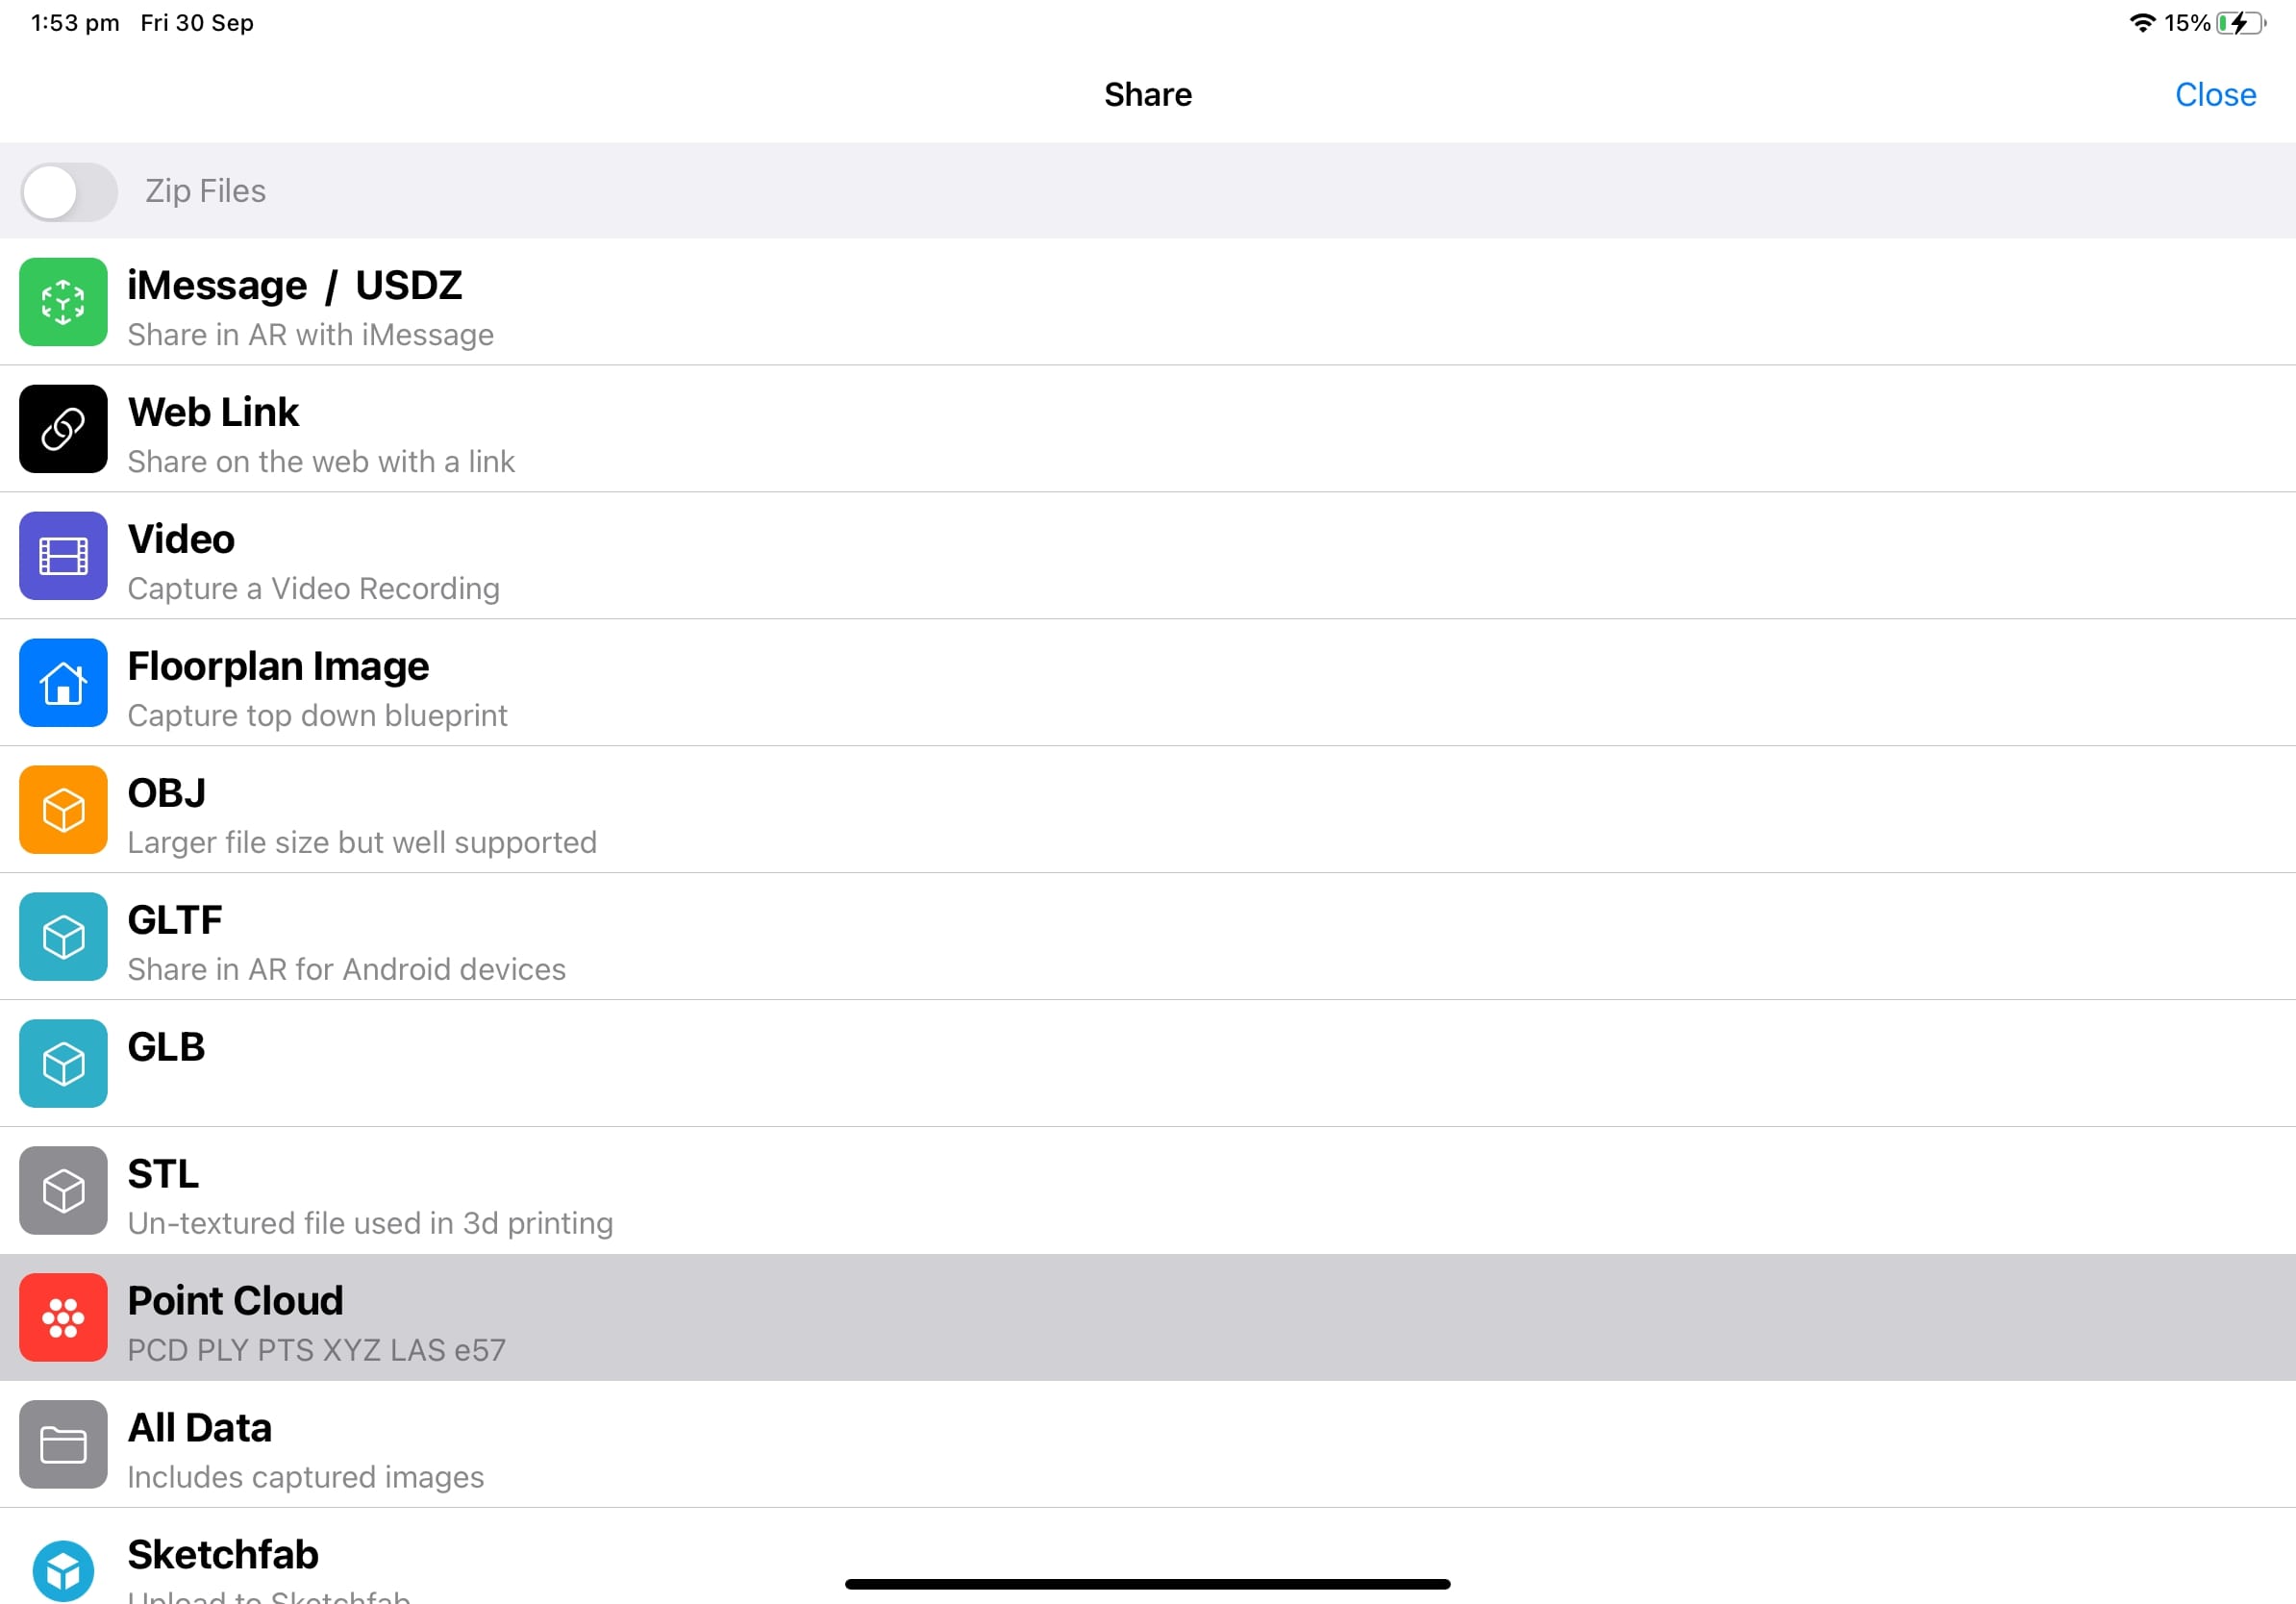 1:53 pm Fri 30 Sep 15%
Share
Close
Zip Files
iMessage / USDZ
Share in AR with iMessage
Web Link
Share on the web with a link
Video
Capture a Video Recording
Floorplan Image
Capture top down blueprint
OBJ
Larger file size but well supported
GLTF
Share in AR for Android devices
GLB
STL
Un-textured file used in 3d printing
Point Cloud
PCD PLY PTS XYZ LAS e57
All Data
Includes captured images
Sketchfab
Upload to Sketchfab